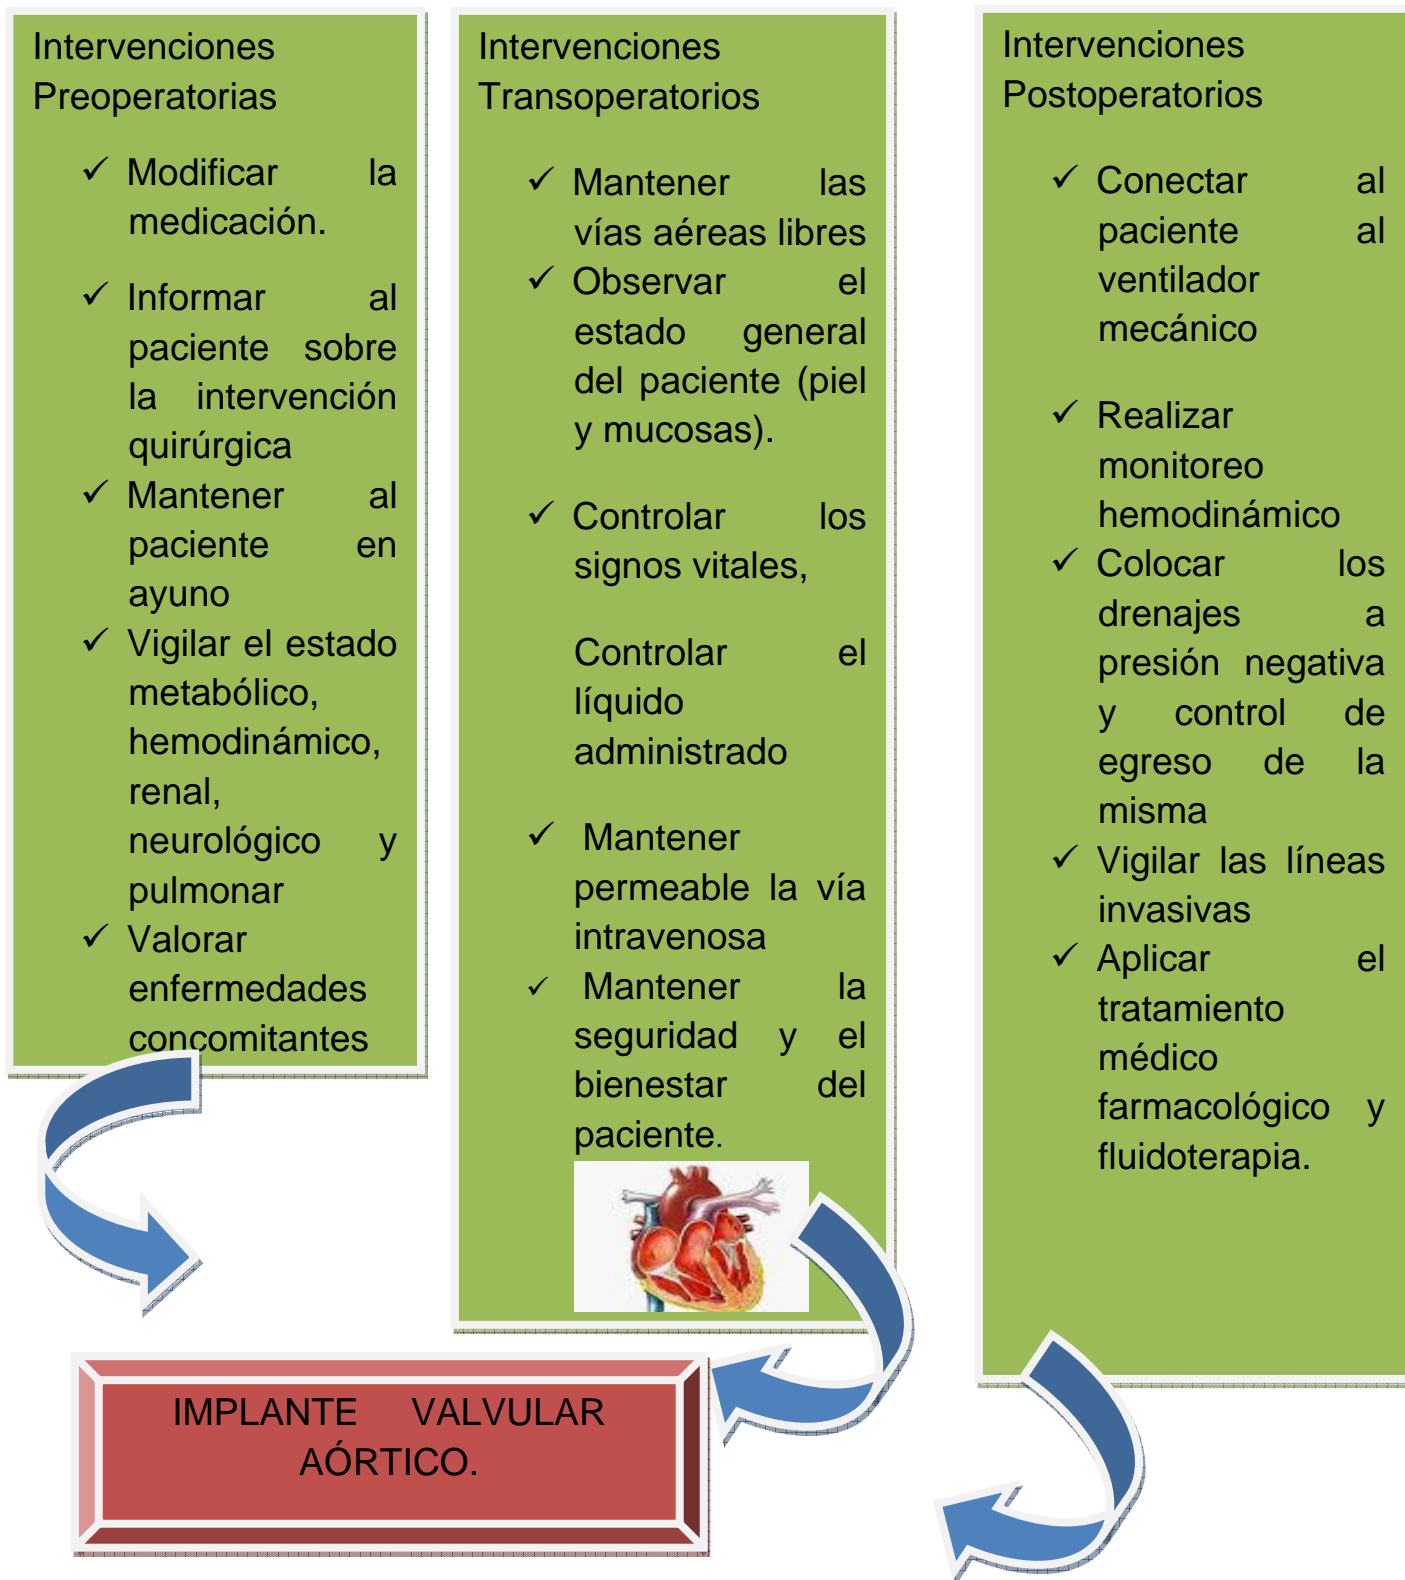 Intervenciones
Preoperatorias
✓ Modificar la
medicación.
✓ Informar al
paciente sobre
la intervención
quirúrgica
✓ Mantener al
paciente en
ayuno
✓ Vigilar el estado
metabólico,
hemodinámico,
renal,
neurológico y
pulmonar
✓ Valorar
enfermedades
concomitantes
Intervenciones
Transoperatorios
✓ Mantener las
vías aéreas libres
✓ Observar el
estado general
del paciente (piel
y mucosas).
✓ Controlar los
signos vitales,
Controlar el
líquido
administrado
✓ Mantener
permeable la vía
intravenosa
✓ Mantener la
seguridad y el
bienestar del
paciente.
Intervenciones
Postoperatorios
✓ Conectar al
paciente al
ventilador
mecánico
✓ Realizar
monitoreo
hemodinámico
✓ Colocar los
drenajes a
presión negativa
y control de
egreso de la
misma
✓ Vigilar las líneas
invasivas
✓ Aplicar el
tratamiento
médico
farmacológico y
fluidoterapia.
IMPLANTE VALVULAR
AÓRTICO.